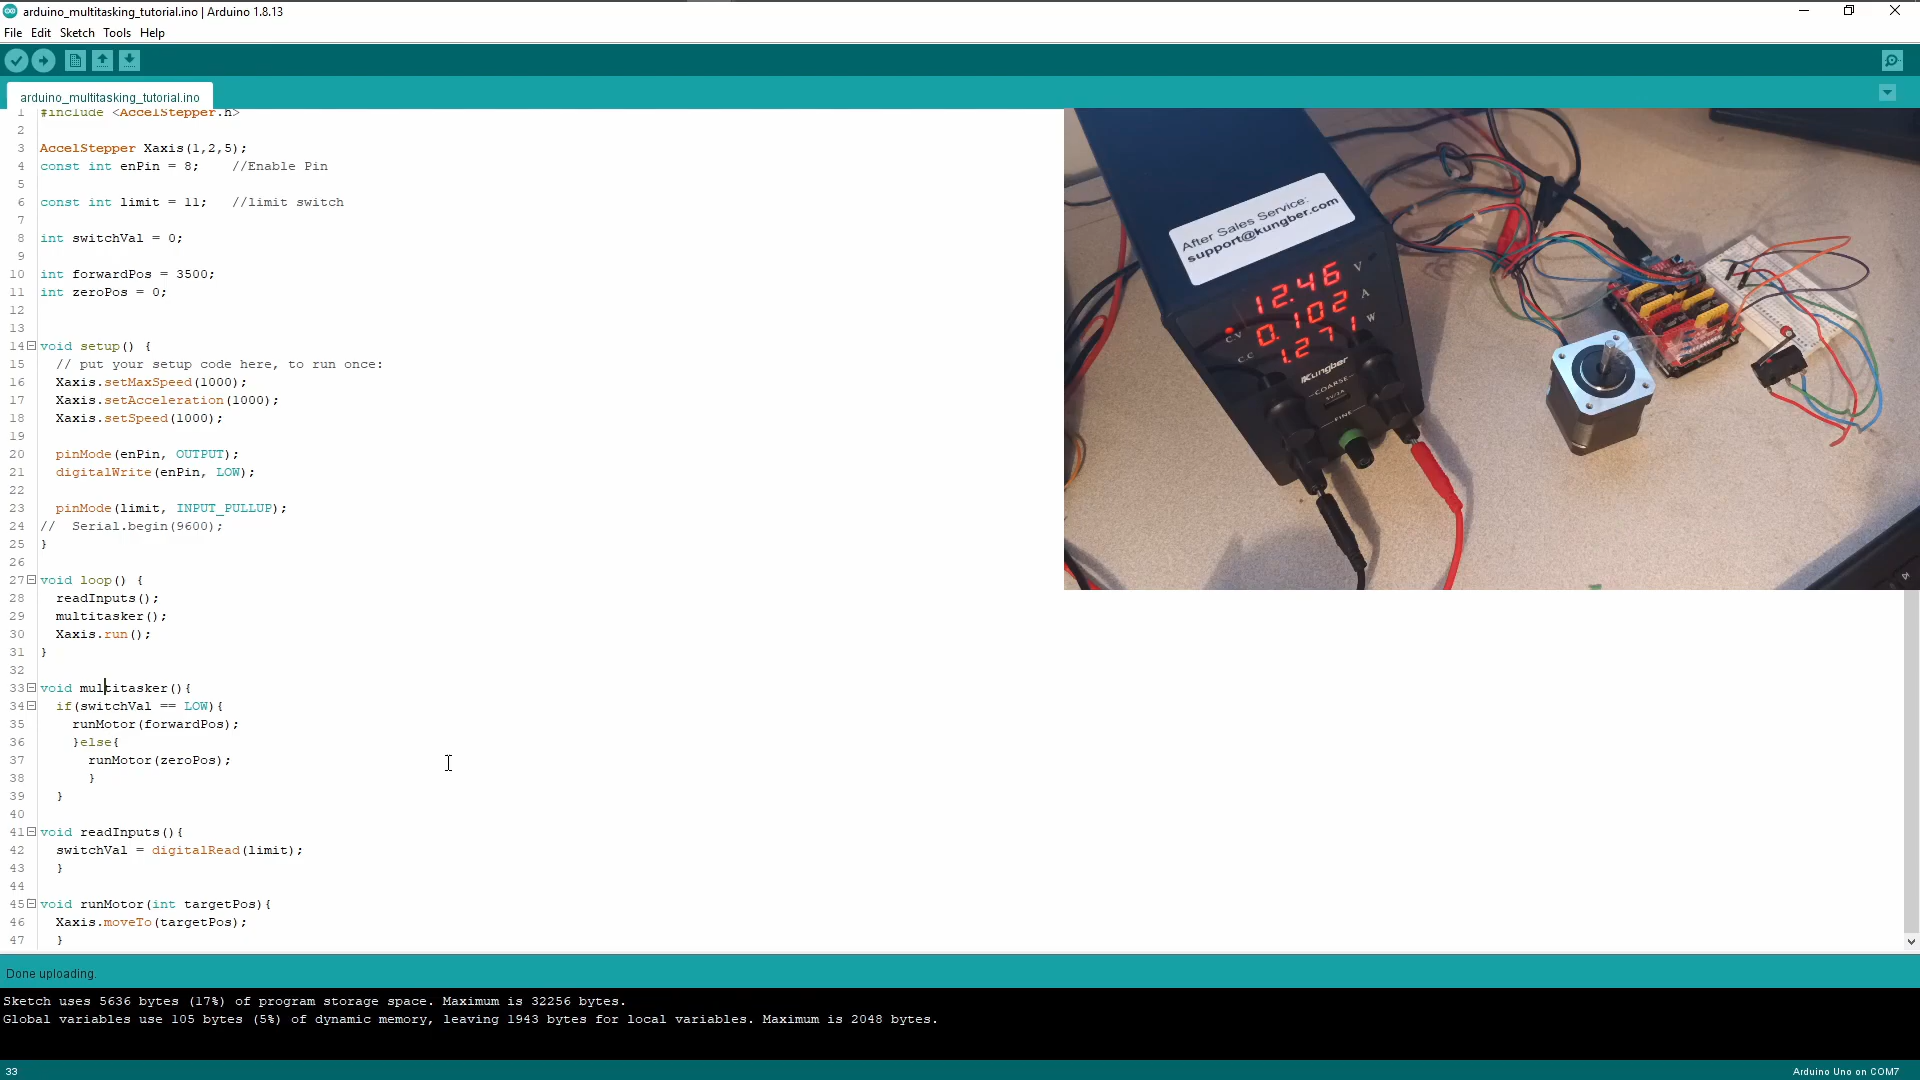 arduino_multitasking_tutorial.ino | Arduino 1.8.13
File Edit Sketch Tools Help
arduino_multitasking_tutorial.ino
1 #include <AccelStepper.h>
2
3 AccelStepper Xaxis(1,2,5);
4 const int enPin = 8;    //Enable Pin
5
6 const int limit = 11;   //limit switch
7
8 int switchVal = 0;
9
10 int forwardPos = 3500;
11 int zeroPos = 0;
12
13
14 void setup() {
15   // put your setup code here, to run once:
16   Xaxis.setMaxSpeed(1000);
17   Xaxis.setAcceleration(1000);
18   Xaxis.setSpeed(1000);
19
20   pinMode(enPin, OUTPUT);
21   digitalWrite(enPin, LOW);
22
23   pinMode(limit, INPUT_PULLUP);
24 //  Serial.begin(9600);
25 }
26
27 void loop() {
28   readInputs();
29   multitasker();
30   Xaxis.run();
31 }
32
33 void multitasker(){
34   if(switchVal == LOW){
35     runMotor(forwardPos);
36     }else{
37       runMotor(zeroPos);
38       }
39   }
40
41 void readInputs(){
42   switchVal = digitalRead(limit);
43   }
44
45 void runMotor(int targetPos){
46   Xaxis.moveTo(targetPos);
47   }
After Sales Service:
support@kungber.com
12.46 V
0.102 A
1.271 W
C.V
C.C
Kungber
COARSE
FINE
Done uploading.
Sketch uses 5636 bytes (17%) of program storage space. Maximum is 32256 bytes.
Global variables use 105 bytes (5%) of dynamic memory, leaving 1943 bytes for local variables. Maximum is 2048 bytes.
33
Arduino Uno on COM7